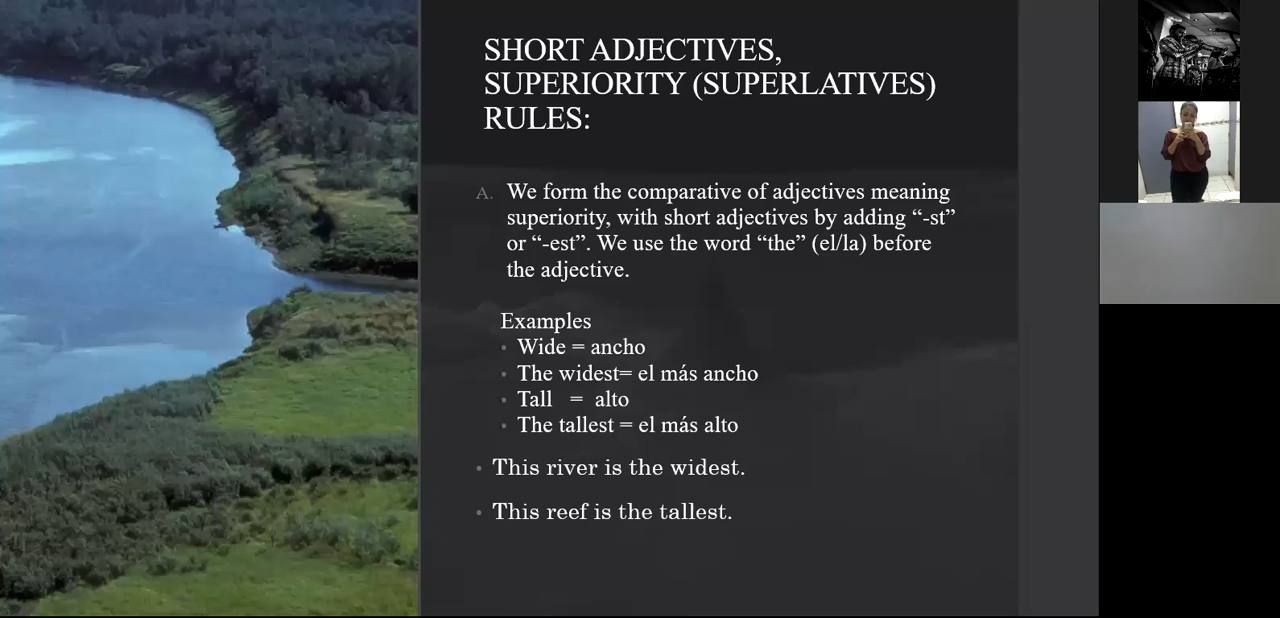 SHORT ADJECTIVES,
SUPERIORITY (SUPERLATIVES)
RULES:
A. We form the comparative of adjectives meaning
superiority, with short adjectives by adding “-st”
or “-est”. We use the word “the” (el/la) before
the adjective.
Examples
• Wide = ancho
• The widest= el más ancho
• Tall = alto
• The tallest = el más alto
• This river is the widest.
• This reef is the tallest.